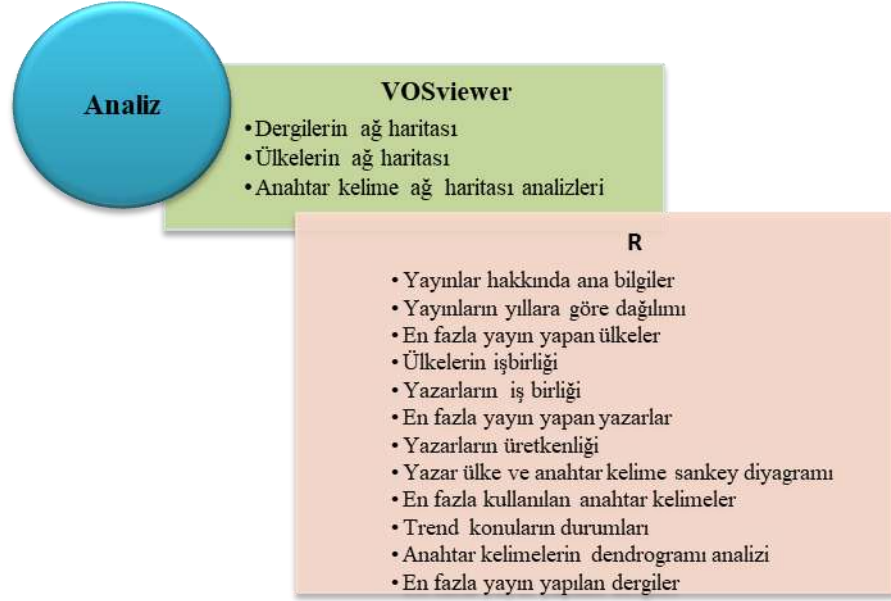 Analiz
VOSviewer
•Dergilerin ağ haritası
•Ülkelerin ağ haritası
•Anahtar kelime ağ haritası analizleri
R
•Yayınlar hakkında ana bilgiler
•Yayınların yıllara göre dağılımı
•En fazla yayın yapan ülkeler
•Ülkelerin işbirliği
•Yazarların iş birliği
•En fazla yayın yapan yazarlar
•Yazarların üretkenliği
•Yazar ülke ve anahtar kelime sankey diyagramı
•En fazla kullanılan anahtar kelimeler
•Trend konuların durumları
•Anahtar kelimelerin dendrogramı analizi
•En fazla yayın yapılan dergiler